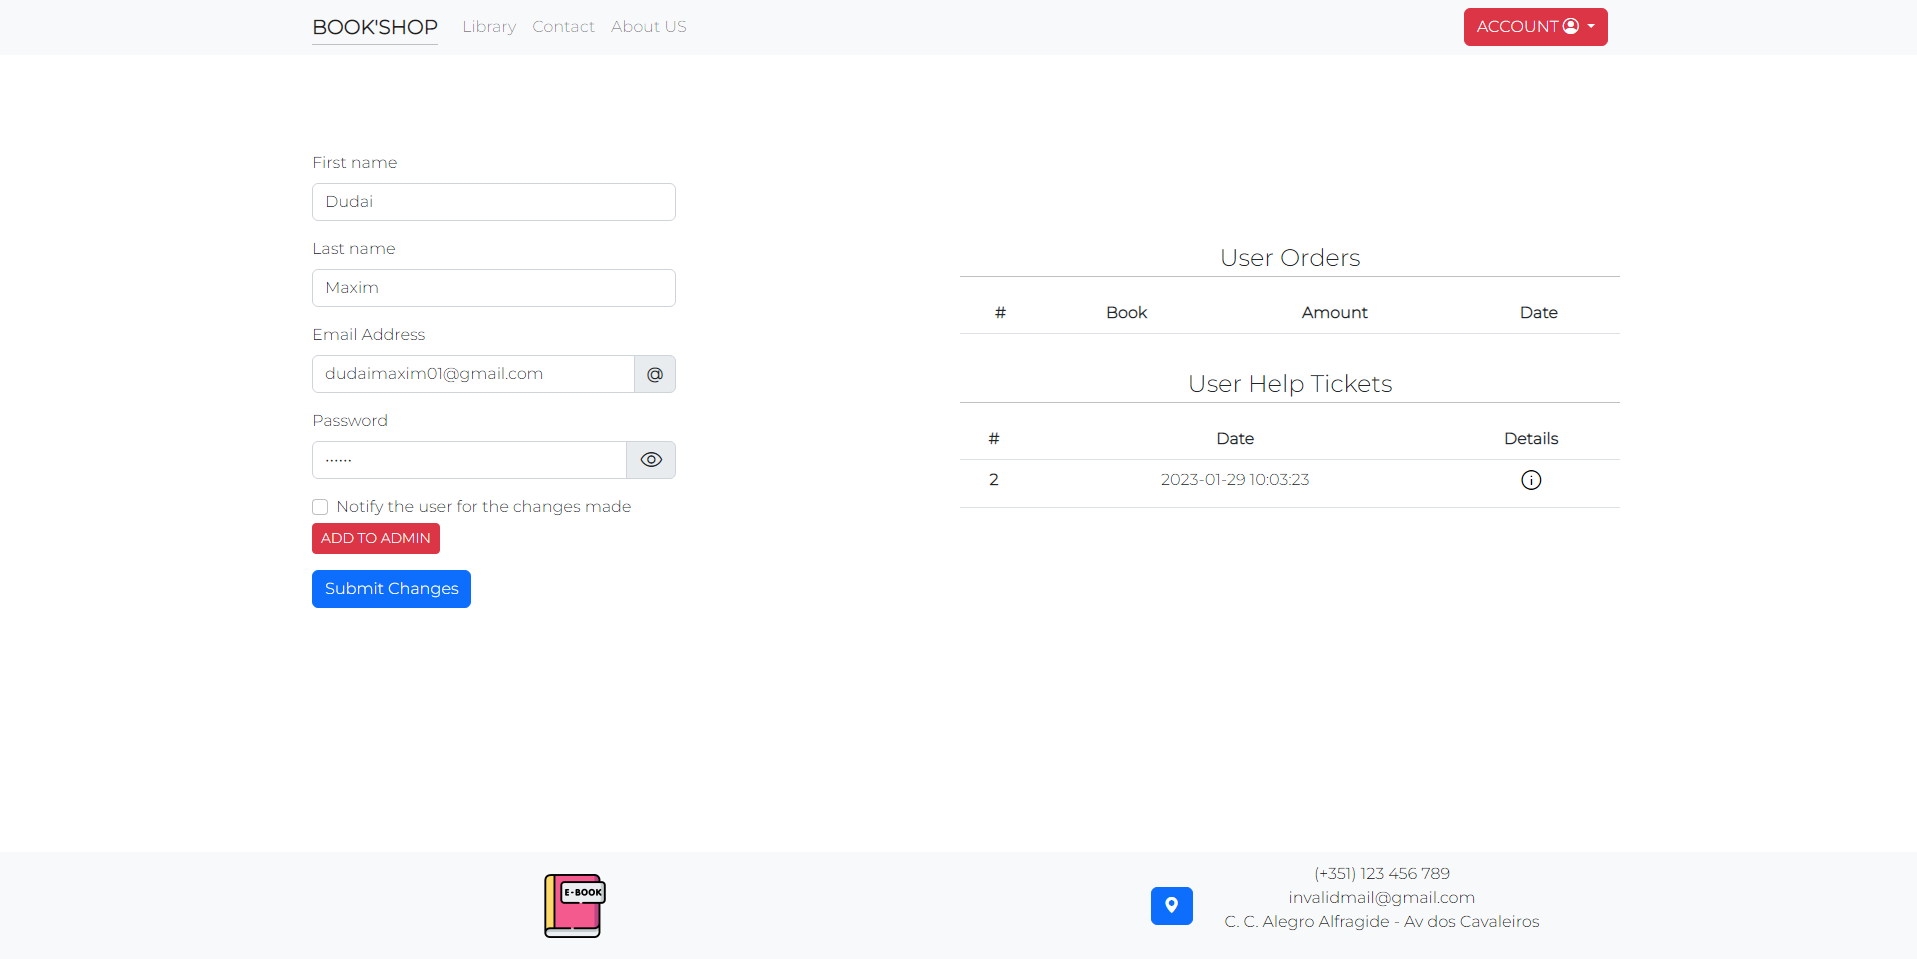 BOOK'SHOP Library Contact About US ACCOUNT
First name
Dudai
Last name
Maxim
Email Address
dudaimaxim01@gmail.com @
Password
······
Notify the user for the changes made
ADD TO ADMIN
Submit Changes
User Orders
# Book Amount Date
User Help Tickets
# Date Details
2 2023-01-29 10:03:23
E-BOOK
(+351) 123 456 789
invalidmail@gmail.com
C. C. Alegro Alfragide - Av dos Cavaleiros